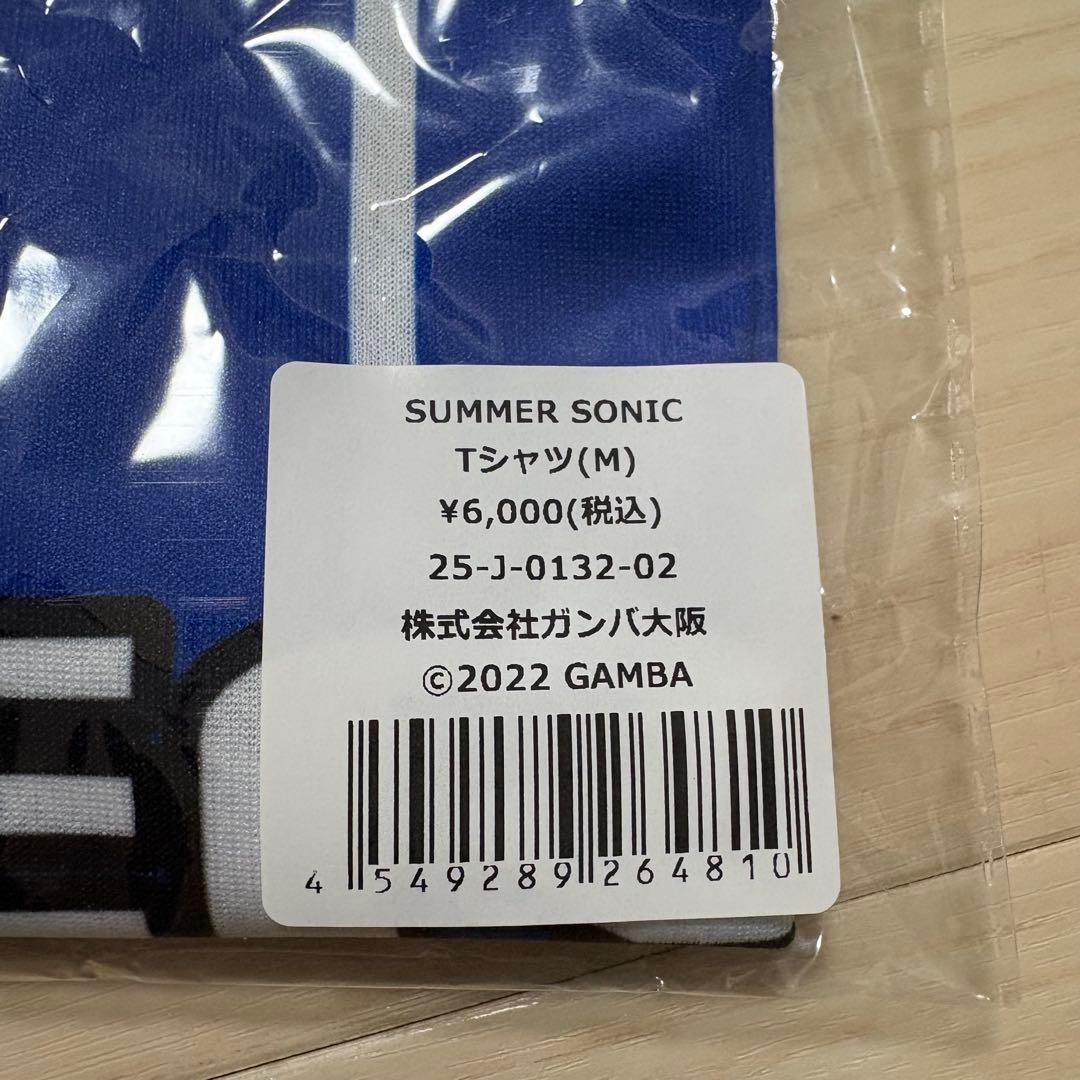 SUMMER SONIC
Tシャツ(M)
¥6,000(税込)
25-J-0132-02
株式会社ガンバ大阪
©2022 GAMBA
4 549289 264810